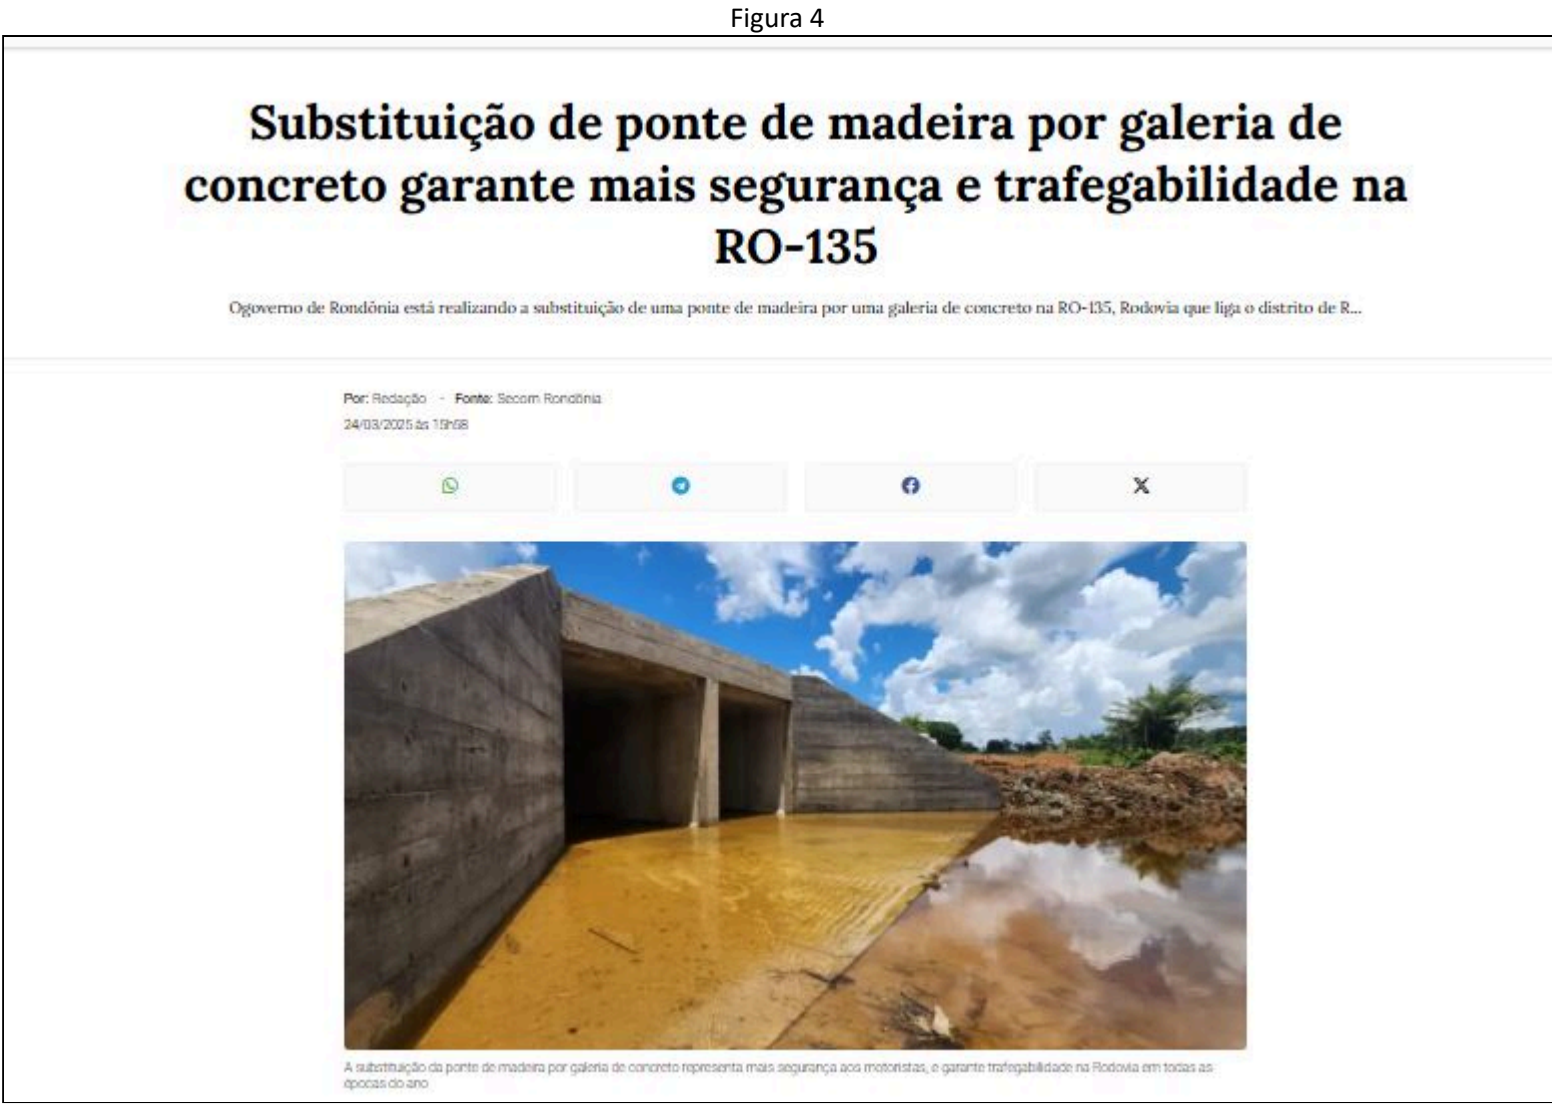 Figura 4
Substituição de ponte de madeira por galeria de
concreto garante mais segurança e trafegabilidade na
RO-135
Ogoverno de Rondônia está realizando a substituição de uma ponte de madeira por uma galeria de concreto na RO-135, Rodovia que liga o distrito de R...
Por: Redação - Fonte: Secom Rondônia
24/03/2025 às 15h58
A substituição da ponte de madeira por galeria de concreto representa mais segurança aos motoristas, e garante trafegabilidade na Rodovia em todas as
épocas do ano